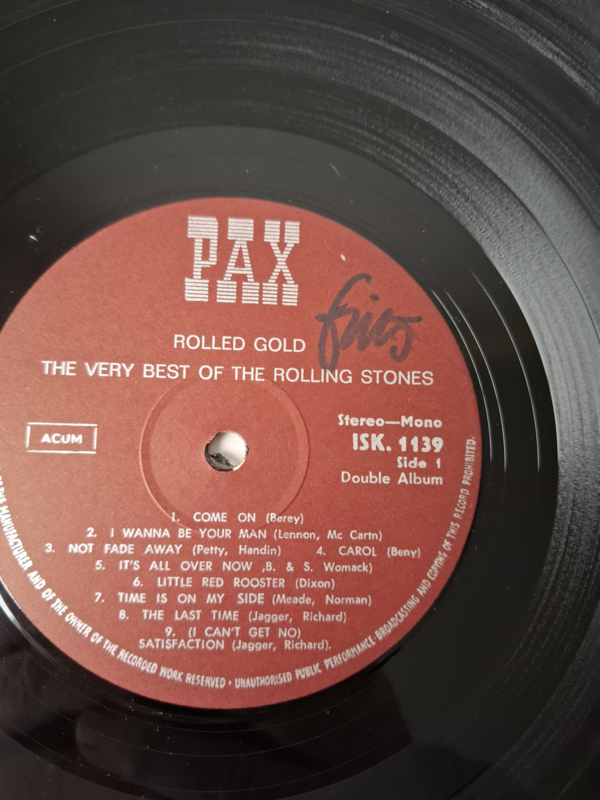 PAX
ROLLED GOLD
THE VERY BEST OF THE ROLLING STONES
ACUM
Stereo—Mono
ISK. 1139
Side 1
Double Album
1. COME ON (Berey)
2. I WANNA BE YOUR MAN (Lennon, Mc Cartn)
3. NOT FADE AWAY (Petty, Handin) 4. CAROL (Beny)
5. IT'S ALL OVER NOW ,B. & S. Womack)
6. LITTLE RED ROOSTER (Dixon)
7. TIME IS ON MY SIDE (Meade, Norman)
8. THE LAST TIME (Jagger, Richard)
9. (I CAN'T GET NO)
SATISFACTION (Jagger, Richard).
MANUFACTURER AND OF THE OWNER OF THE RECORDED WORK RESERVED · UNAUTHORISED PUBLIC PERFORMANCE · BROADCASTING AND COPYING OF THIS RECORD PROHIBITED.